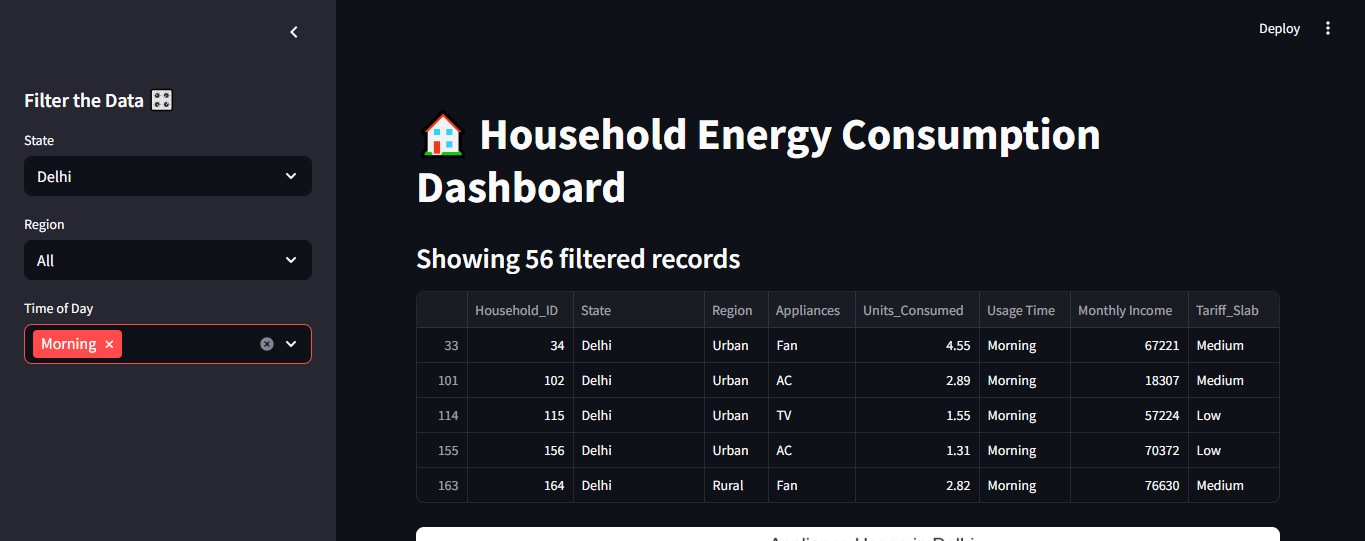 Deploy
Filter the Data
State
Delhi
Region
All
Time of Day
Morning
Household Energy Consumption
Dashboard
Showing 56 filtered records
Household_ID State Region Appliances Units_Consumed Usage Time Monthly Income Tariff_Slab
33 34 Delhi Urban Fan 4.55 Morning 67221 Medium
101 102 Delhi Urban AC 2.89 Morning 18307 Medium
114 115 Delhi Urban TV 1.55 Morning 57224 Low
155 156 Delhi Urban AC 1.31 Morning 70372 Low
163 164 Delhi Rural Fan 2.82 Morning 76630 Medium